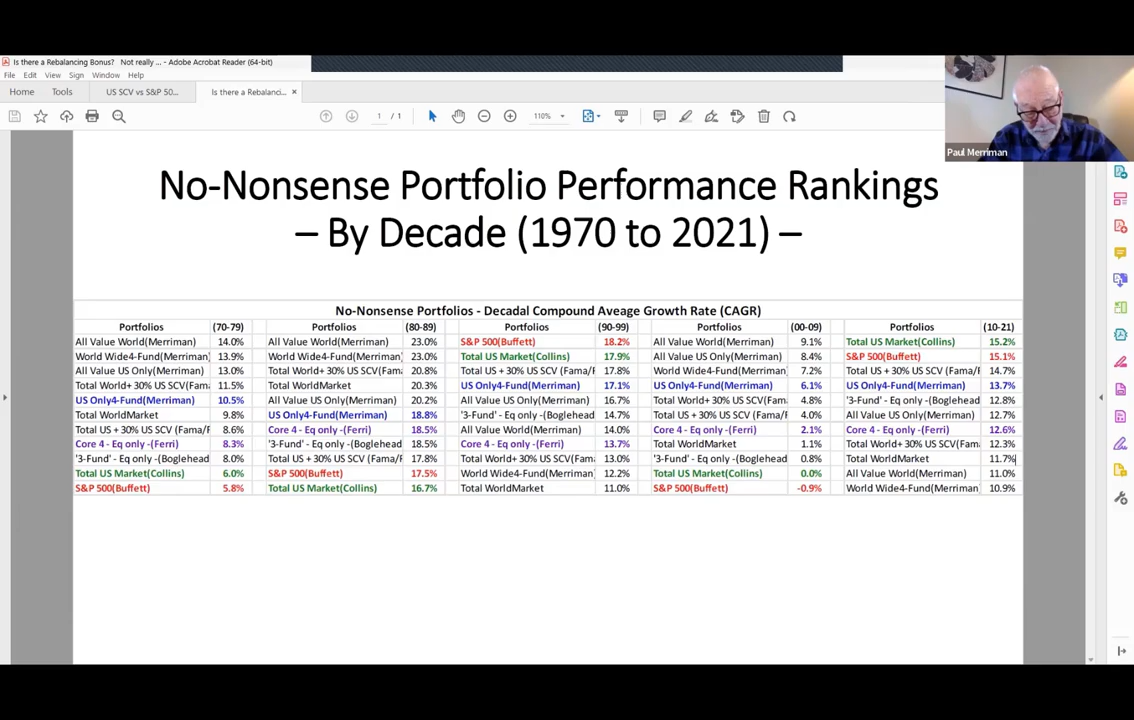 Is there a Rebalancing Bonus? Not really ... - Adobe Acrobat Reader (64-bit)
File Edit View Sign Window Help
Home Tools US SCV vs S&P 50... Is there a Rebalanci... ×
1 / 1 110%
Paul Merriman
No-Nonsense Portfolio Performance Rankings
– By Decade (1970 to 2021) –
No-Nonsense Portfolios - Decadal Compound Aveage Growth Rate (CAGR)
Portfolios (70-79) Portfolios (80-89) Portfolios (90-99) Portfolios (00-09) Portfolios (10-21)
All Value World(Merriman) 14.0% All Value World(Merriman) 23.0% S&P 500(Buffett) 18.2% All Value World(Merriman) 9.1% Total US Market(Collins) 15.2%
World Wide4-Fund(Merriman) 13.9% World Wide4-Fund(Merriman) 23.0% Total US Market(Collins) 17.9% All Value US Only(Merriman) 8.4% S&P 500(Buffett) 15.1%
All Value US Only(Merriman) 13.0% Total World+ 30% US SCV(Fama 20.8% Total US + 30% US SCV (Fama/F 17.8% World Wide4-Fund(Merriman) 7.2% Total US + 30% US SCV (Fama/F 14.7%
Total World+ 30% US SCV(Fama 11.5% Total WorldMarket 20.3% US Only4-Fund(Merriman) 17.1% US Only4-Fund(Merriman) 6.1% US Only4-Fund(Merriman) 13.7%
US Only4-Fund(Merriman) 10.5% All Value US Only(Merriman) 20.2% All Value US Only(Merriman) 16.7% Total World+ 30% US SCV(Fama 4.8% '3-Fund' - Eq only -(Boglehead 12.8%
Total WorldMarket 9.8% US Only4-Fund(Merriman) 18.8% '3-Fund' - Eq only -(Boglehead 14.7% Total US + 30% US SCV (Fama/F 4.0% All Value US Only(Merriman) 12.7%
Total US + 30% US SCV (Fama/F 8.6% Core 4 - Eq only -(Ferri) 18.5% All Value World(Merriman) 14.0% Core 4 - Eq only -(Ferri) 2.1% Core 4 - Eq only -(Ferri) 12.6%
Core 4 - Eq only -(Ferri) 8.3% '3-Fund' - Eq only -(Boglehead 18.5% Core 4 - Eq only -(Ferri) 13.7% Total WorldMarket 1.1% Total World+ 30% US SCV(Fama 12.3%
'3-Fund' - Eq only -(Boglehead 8.0% Total US + 30% US SCV (Fama/F 17.8% Total World+ 30% US SCV(Fama 13.0% '3-Fund' - Eq only -(Boglehead 0.8% Total WorldMarket 11.7%
Total US Market(Collins) 6.0% S&P 500(Buffett) 17.5% World Wide4-Fund(Merriman) 12.2% Total US Market(Collins) 0.0% All Value World(Merriman) 11.0%
S&P 500(Buffett) 5.8% Total US Market(Collins) 16.7% Total WorldMarket 11.0% S&P 500(Buffett) -0.9% World Wide4-Fund(Merriman) 10.9%